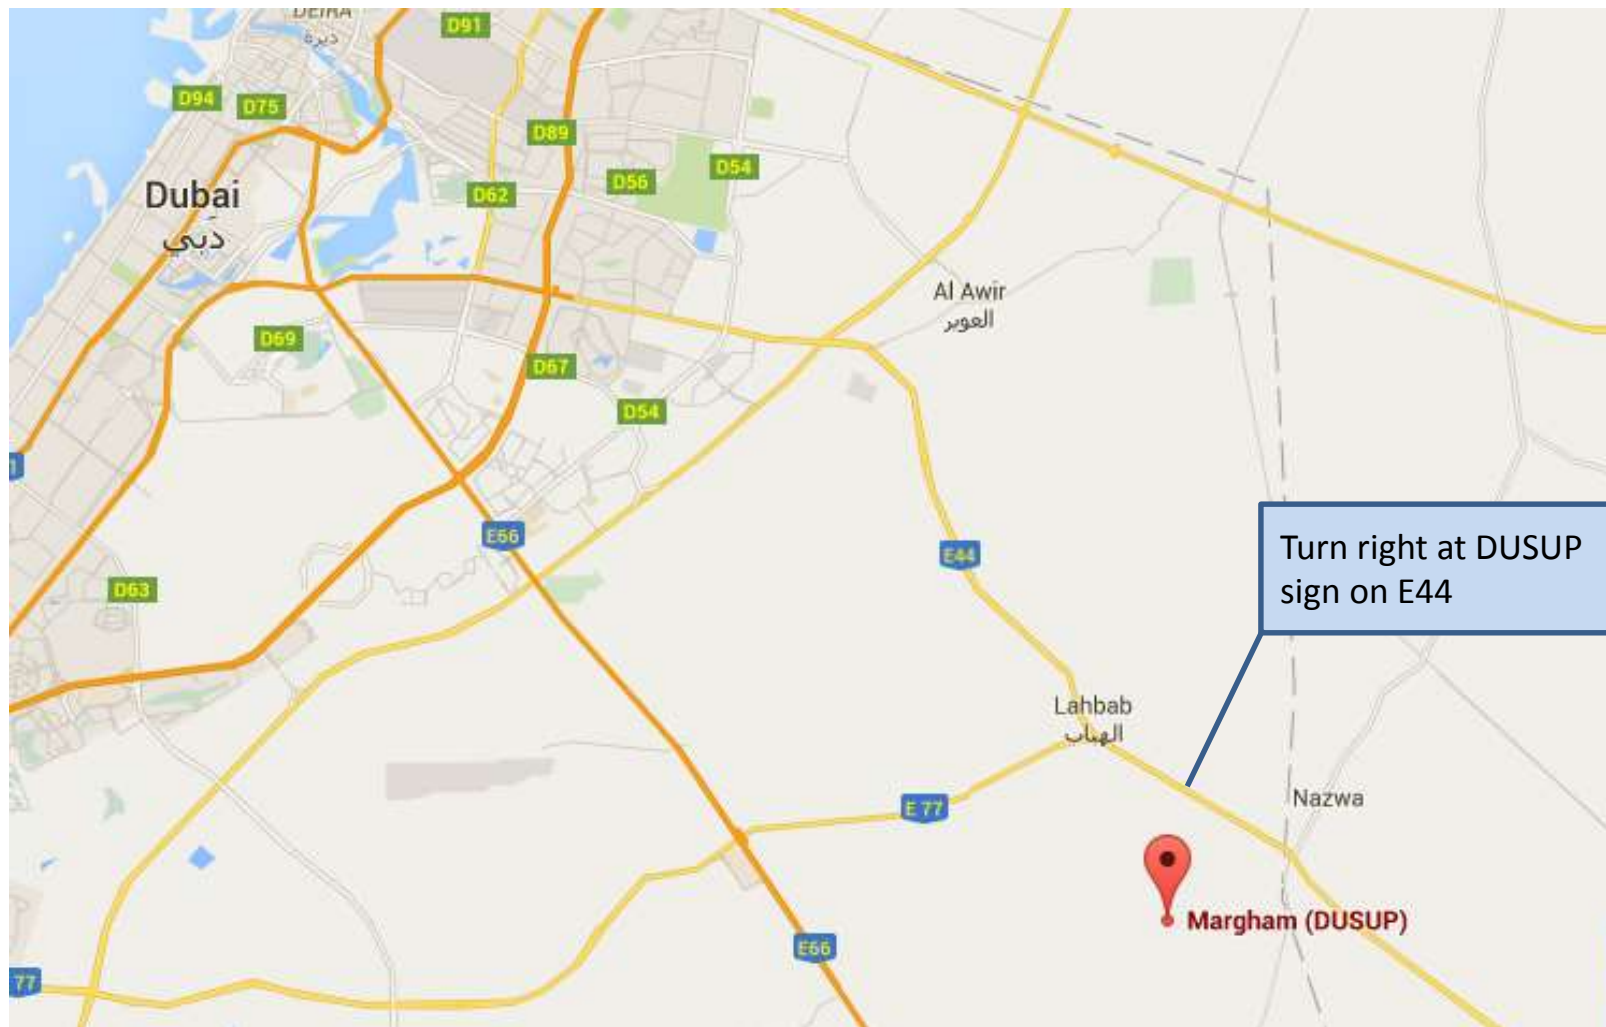 DEIRA
ديرة
D91
D94
D75
D89
D54
D56
D62
Dubai
دبي
Al Awir
العوير
D69
D67
D54
E66
E44
Turn right at DUSUP
sign on E44
D63
Lahbab
الهباب
E 77
Nazwa
Margham (DUSUP)
E66
77
1